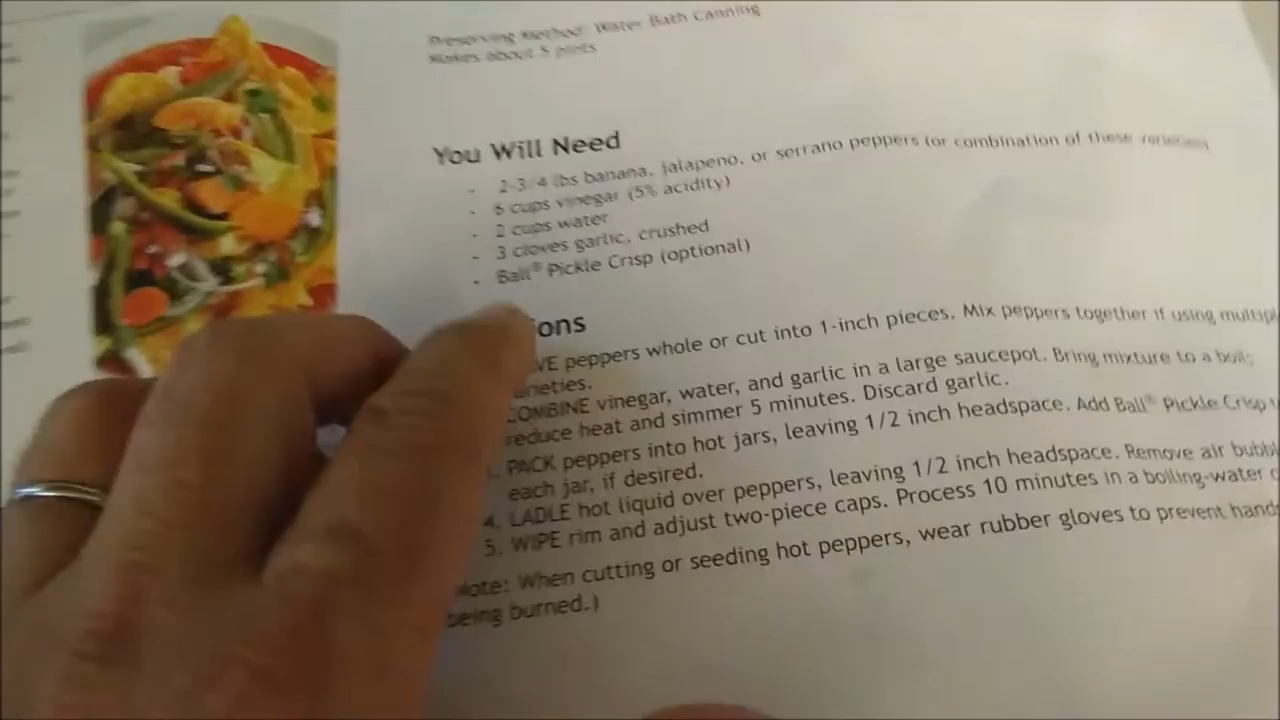 Preserving Method: Water Bath Canning
Makes about 5 pints
You Will Need
- 2-3/4 lbs banana, jalapeno, or serrano peppers (or combination of these varieties)
- 6 cups vinegar (5% acidity)
- 2 cups water
- 3 cloves garlic, crushed
- Ball® Pickle Crisp (optional)
ons
VE peppers whole or cut into 1-inch pieces. Mix peppers together if using multipl
rieties.
COMBINE vinegar, water, and garlic in a large saucepot. Bring mixture to a boil;
reduce heat and simmer 5 minutes. Discard garlic.
PACK peppers into hot jars, leaving 1/2 inch headspace. Add Ball® Pickle Crisp
each jar, if desired.
4. LADLE hot liquid over peppers, leaving 1/2 inch headspace. Remove air bubbl
5. WIPE rim and adjust two-piece caps. Process 10 minutes in a boiling-water c
Note: When cutting or seeding hot peppers, wear rubber gloves to prevent hands
being burned.)